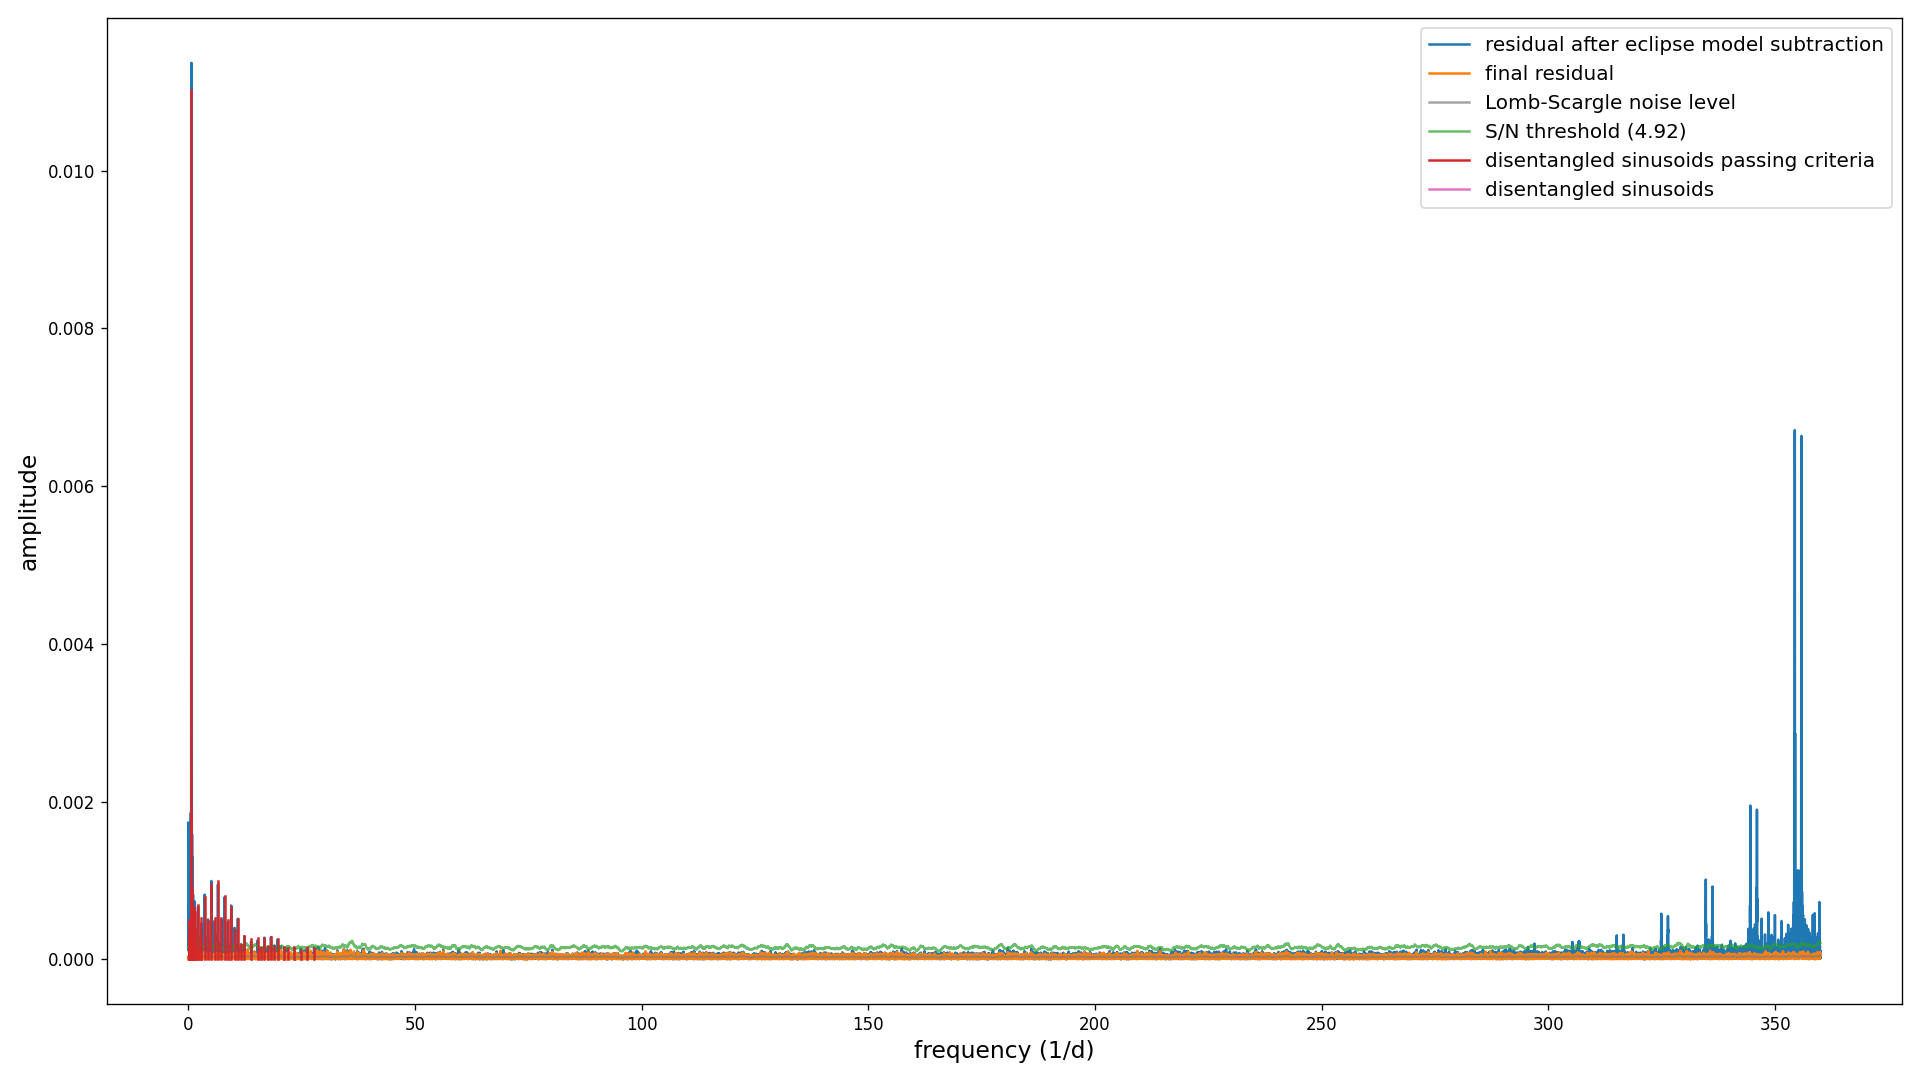 residual after eclipse model subtraction
final residual
Lomb-Scargle noise level
S/N threshold (4.92)
disentangled sinusoids passing criteria
disentangled sinusoids
amplitude
0.010
0.008
0.006
0.004
0.002
0.000
0 50 100 150 200 250 300 350
frequency (1/d)